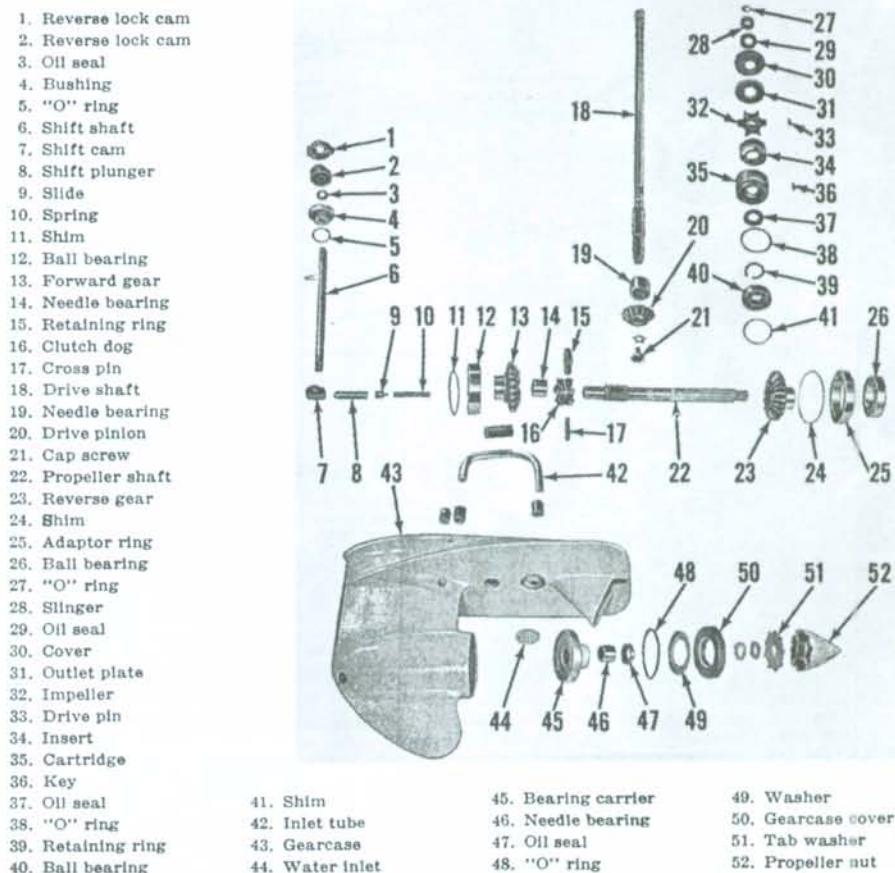 1. Reverse lock cam
2. Reverse lock cam
3. Oil seal
4. Bushing
5. "O" ring
6. Shift shaft
7. Shift cam
8. Shift plunger
9. Slide
10. Spring
11. Shim
12. Ball bearing
13. Forward gear
14. Needle bearing
15. Retaining ring
16. Clutch dog
17. Cross pin
18. Drive shaft
19. Needle bearing
20. Drive pinion
21. Cap screw
22. Propeller shaft
23. Reverse gear
24. Shim
25. Adaptor ring
26. Ball bearing
27. "O" ring
28. Slinger
29. Oil seal
30. Cover
31. Outlet plate
32. Impeller
33. Drive pin
34. Insert
35. Cartridge
36. Key
37. Oil seal
38. "O" ring
39. Retaining ring
40. Ball bearing
41. Shim
42. Inlet tube
43. Gearcase
44. Water inlet
45. Bearing carrier
46. Needle bearing
47. Oil seal
48. "O" ring
49. Washer
50. Gearcase cover
51. Tab washer
52. Propeller nut
1
2
3
4
5
6
7
8
9
10
11
12
13
14
15
16
17
18
19
20
21
22
23
24
25
26
27
28
29
30
31
32
33
34
35
36
37
38
39
40
41
42
43
44
45
46
47
48
49
50
51
52